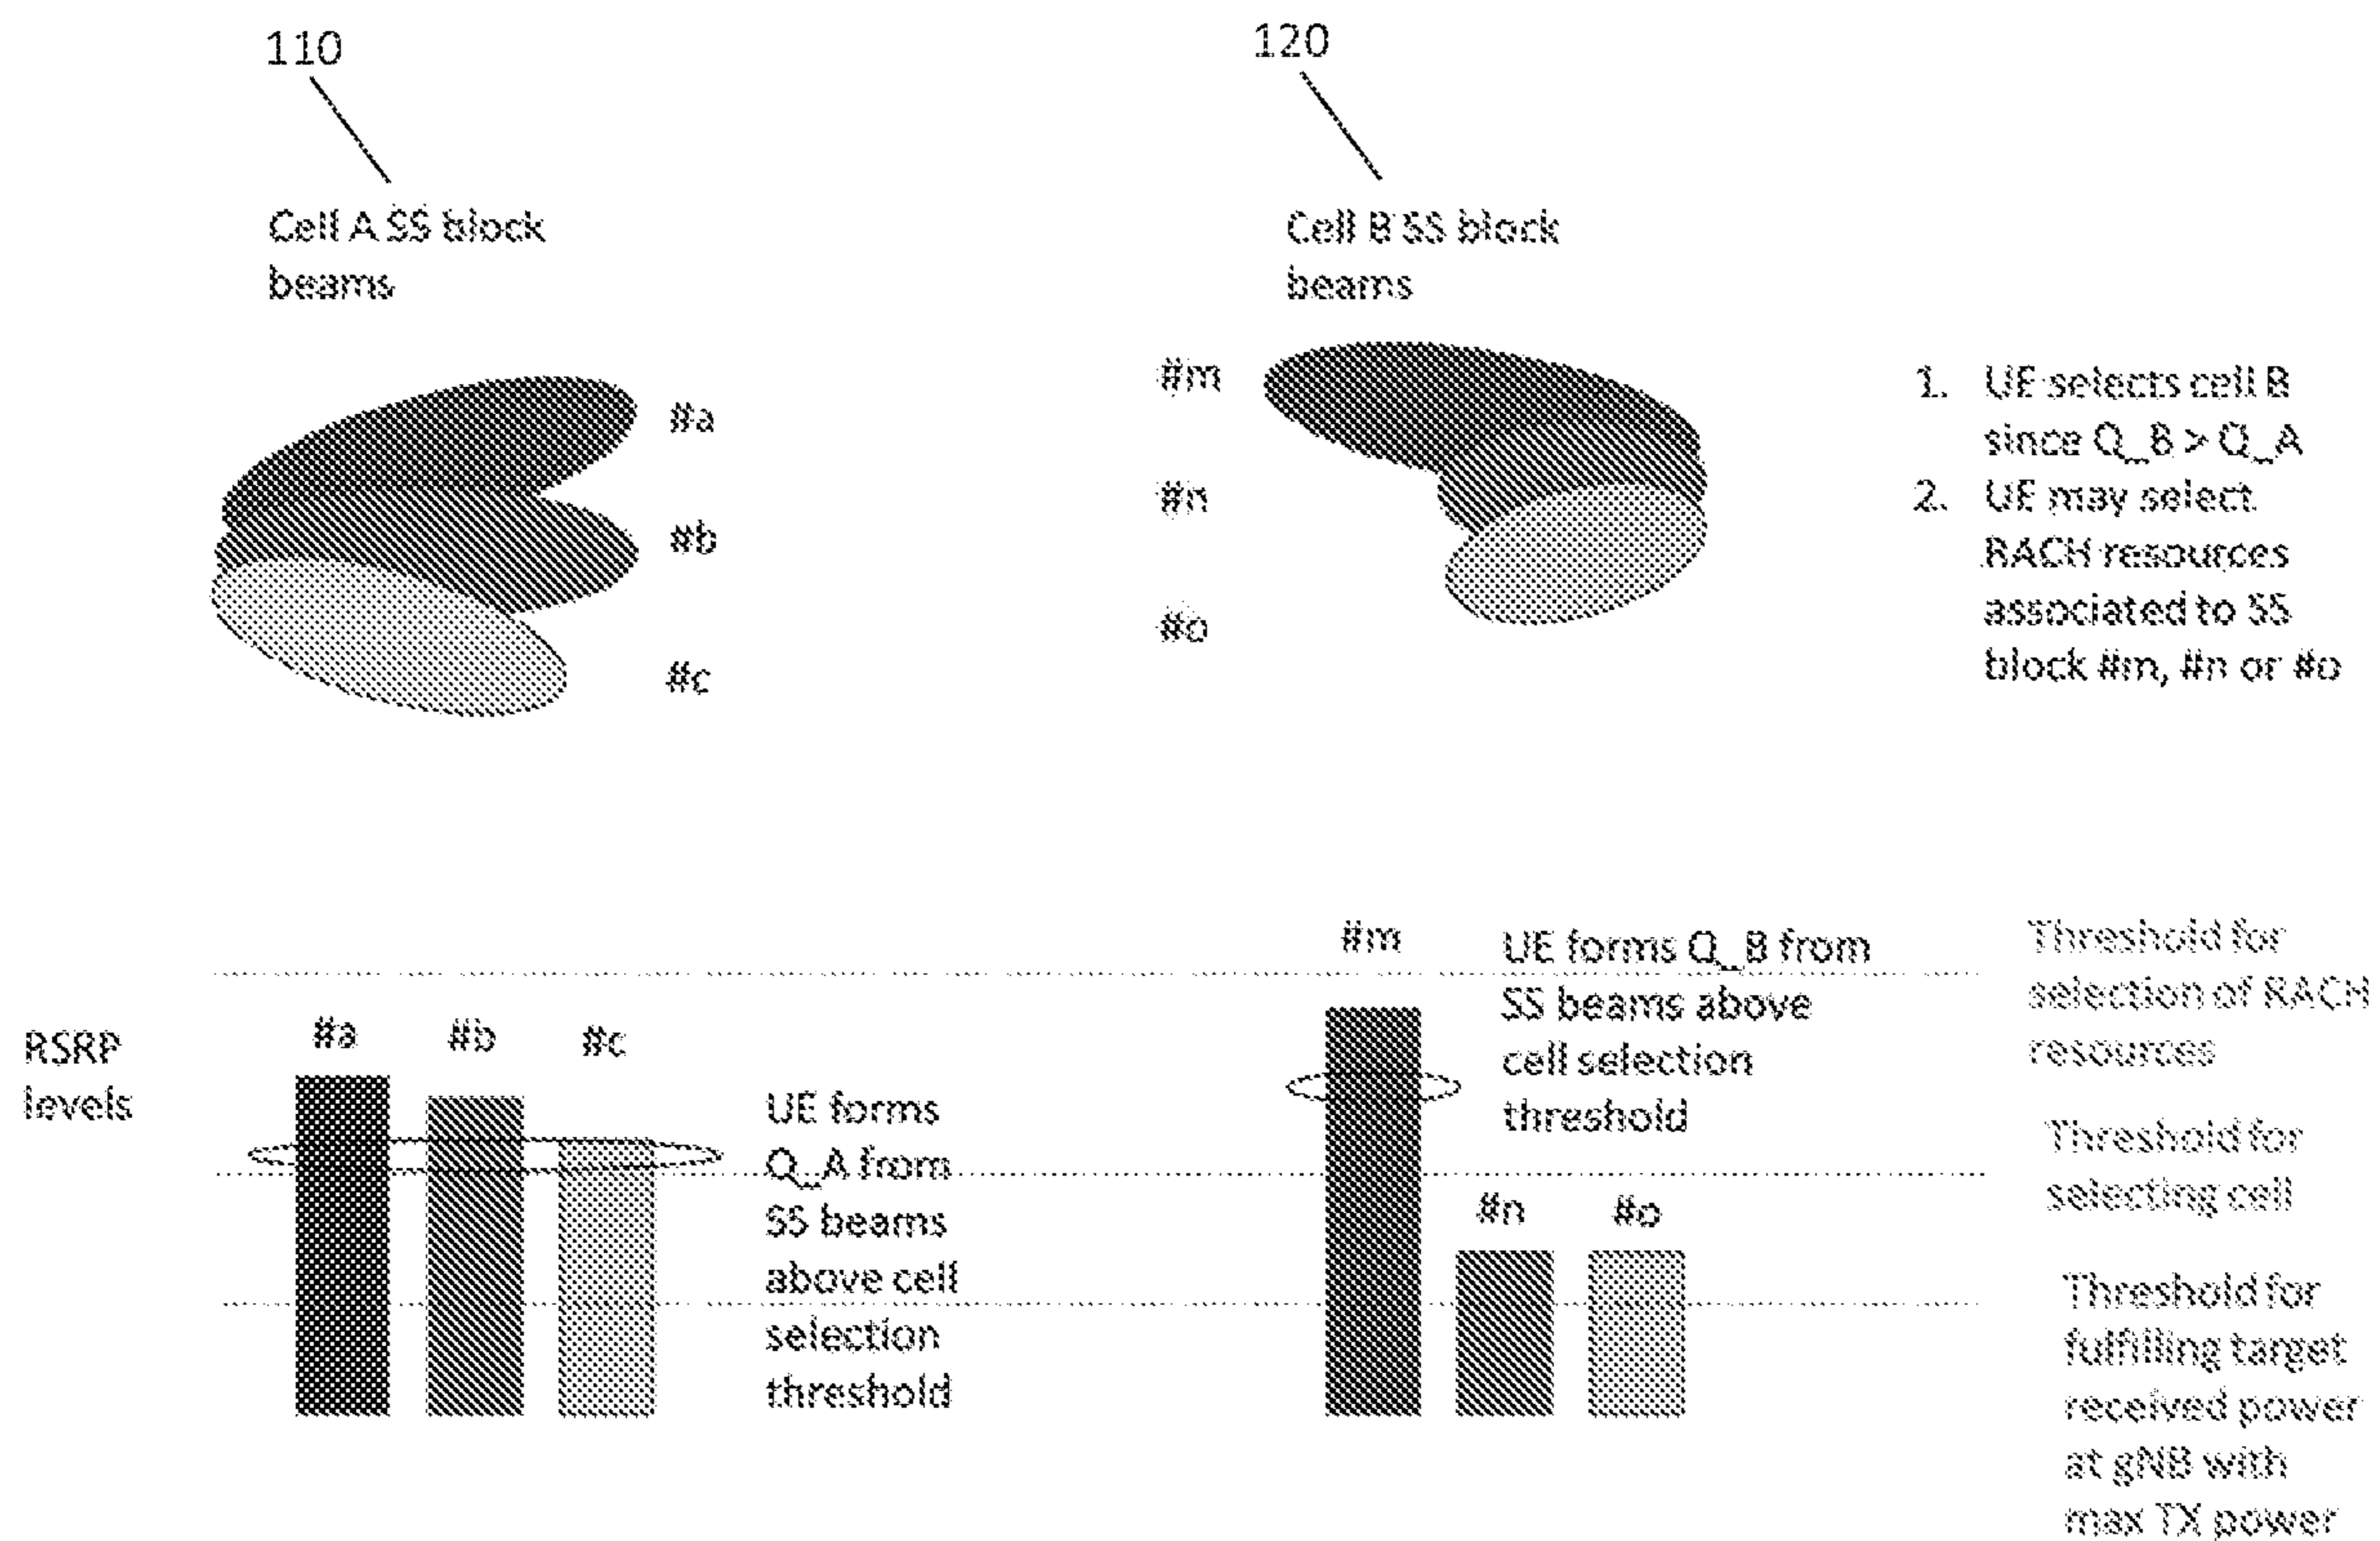 110
120
Cell A SS block
beams
Cell B SS block
beams
#a
#b
#c
#m
#n
#o
1. UE selects cell B
since Q_B > Q_A
2. UE may select
RACH resources
associated to SS
block #m, #n or #o
RSRP
levels
#a
#b
#c
UE forms
Q_A from
SS beams
above cell
selection
threshold
#m
#n
#o
UE forms Q_B from
SS beams above
cell selection
threshold
Threshold for
selection of RACH
resources
Threshold for
selecting cell
Threshold for
fulfilling target
received power
at gNB with
max TX power